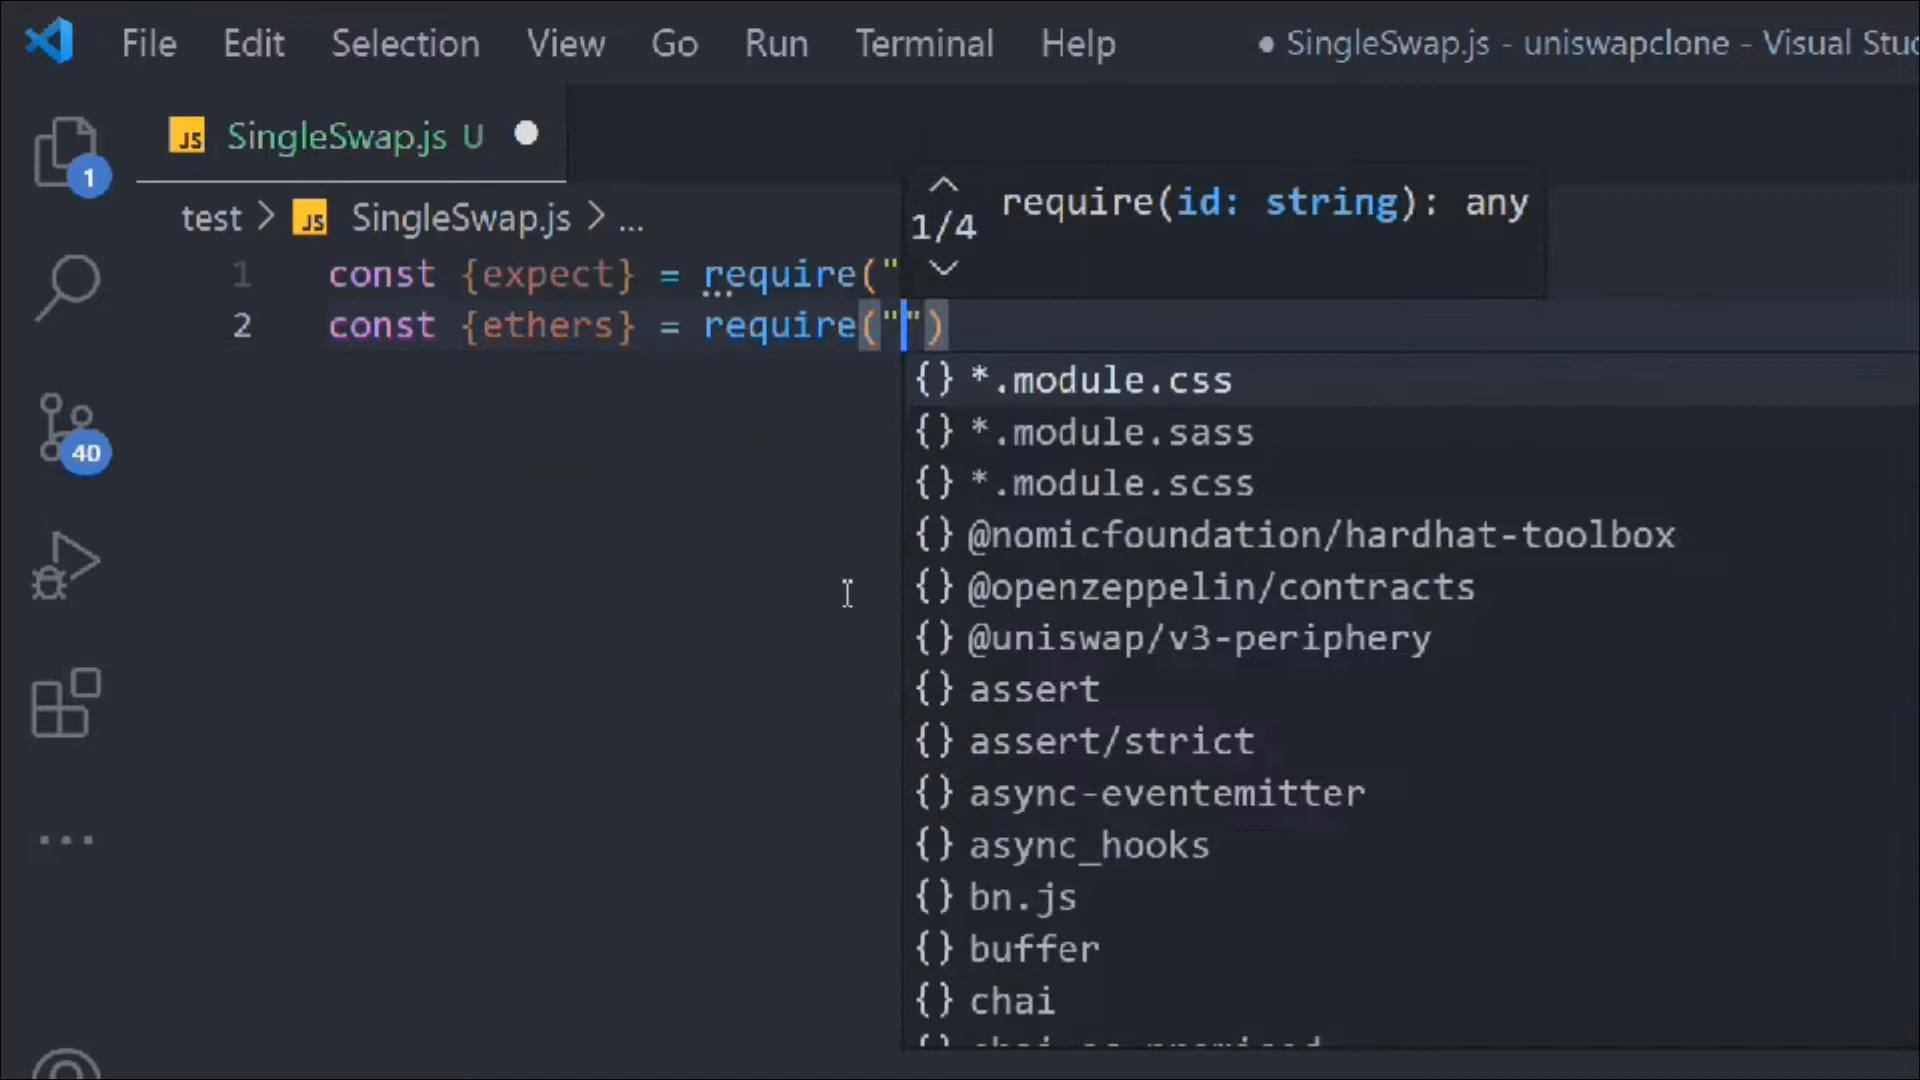 File Edit Selection View Go Run Terminal Help ● SingleSwap.js - uniswapclone - Visual Stuc
JS SingleSwap.js U
1
test > JS SingleSwap.js > ...
1/4
require(id: string): any
1 const {expect} = require("
2 const {ethers} = require("")
{} *.module.css
{} *.module.sass
{} *.module.scss
{} @nomicfoundation/hardhat-toolbox
{} @openzeppelin/contracts
{} @uniswap/v3-periphery
{} assert
{} assert/strict
{} async-eventemitter
{} async_hooks
{} bn.js
{} buffer
{} chai
40